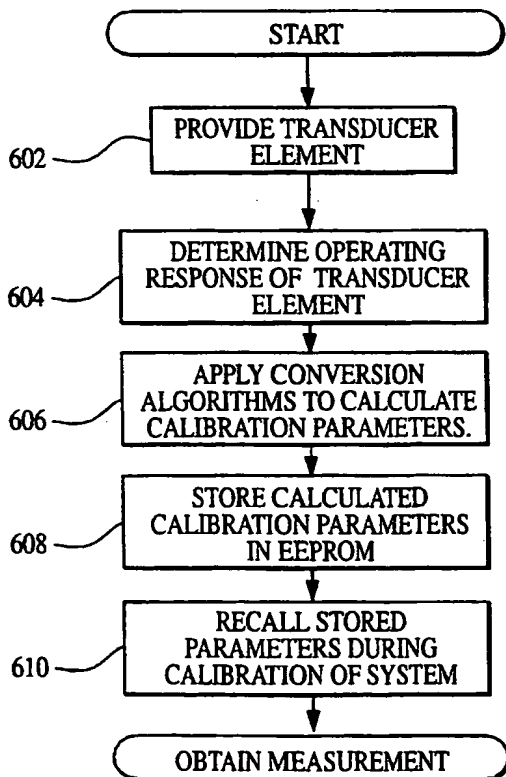 START
602
PROVIDE TRANSDUCER
ELEMENT
604
DETERMINE OPERATING
RESPONSE OF TRANSDUCER
ELEMENT
606
APPLY CONVERSION
ALGORITHMS TO CALCULATE
CALIBRATION PARAMETERS.
608
STORE CALCULATED
CALIBRATION PARAMETERS
IN EEPROM
610
RECALL STORED
PARAMETERS DURING
CALIBRATION OF SYSTEM
OBTAIN MEASUREMENT